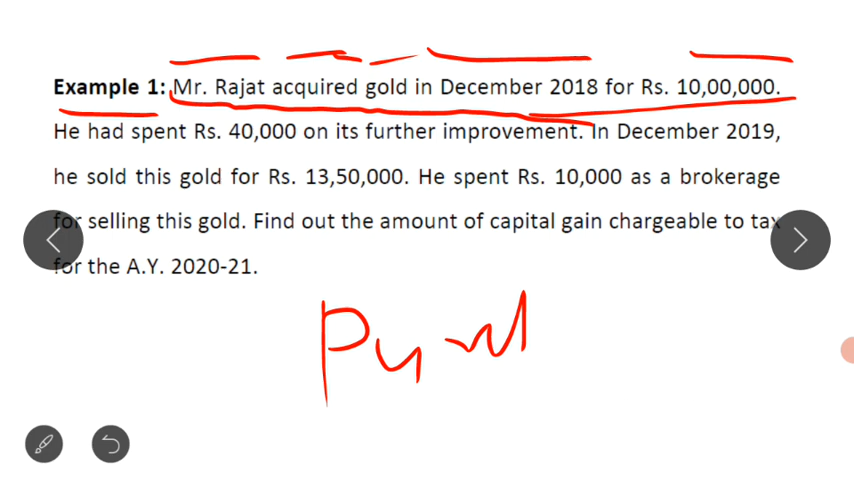 Example 1: Mr. Rajat acquired gold in December 2018 for Rs. 10,00,000.
He had spent Rs. 40,000 on its further improvement. In December 2019,
he sold this gold for Rs. 13,50,000. He spent Rs. 10,000 as a brokerage
for selling this gold. Find out the amount of capital gain chargeable to tax
for the A.Y. 2020-21.